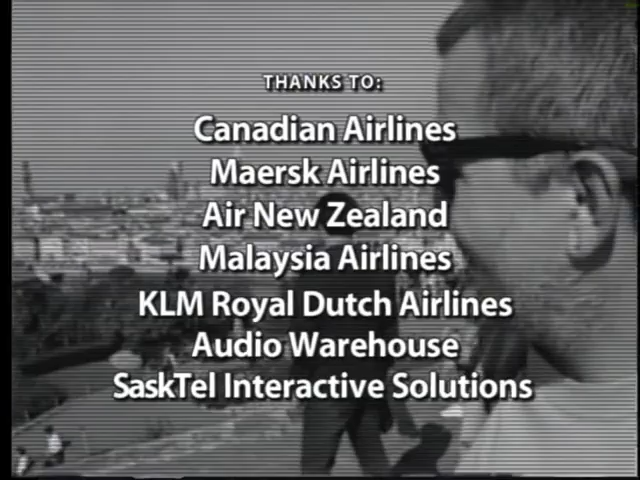 THANKS TO:
Canadian Airlines
Maersk Airlines
Air New Zealand
Malaysia Airlines
KLM Royal Dutch Airlines
Audio Warehouse
SaskTel Interactive Solutions